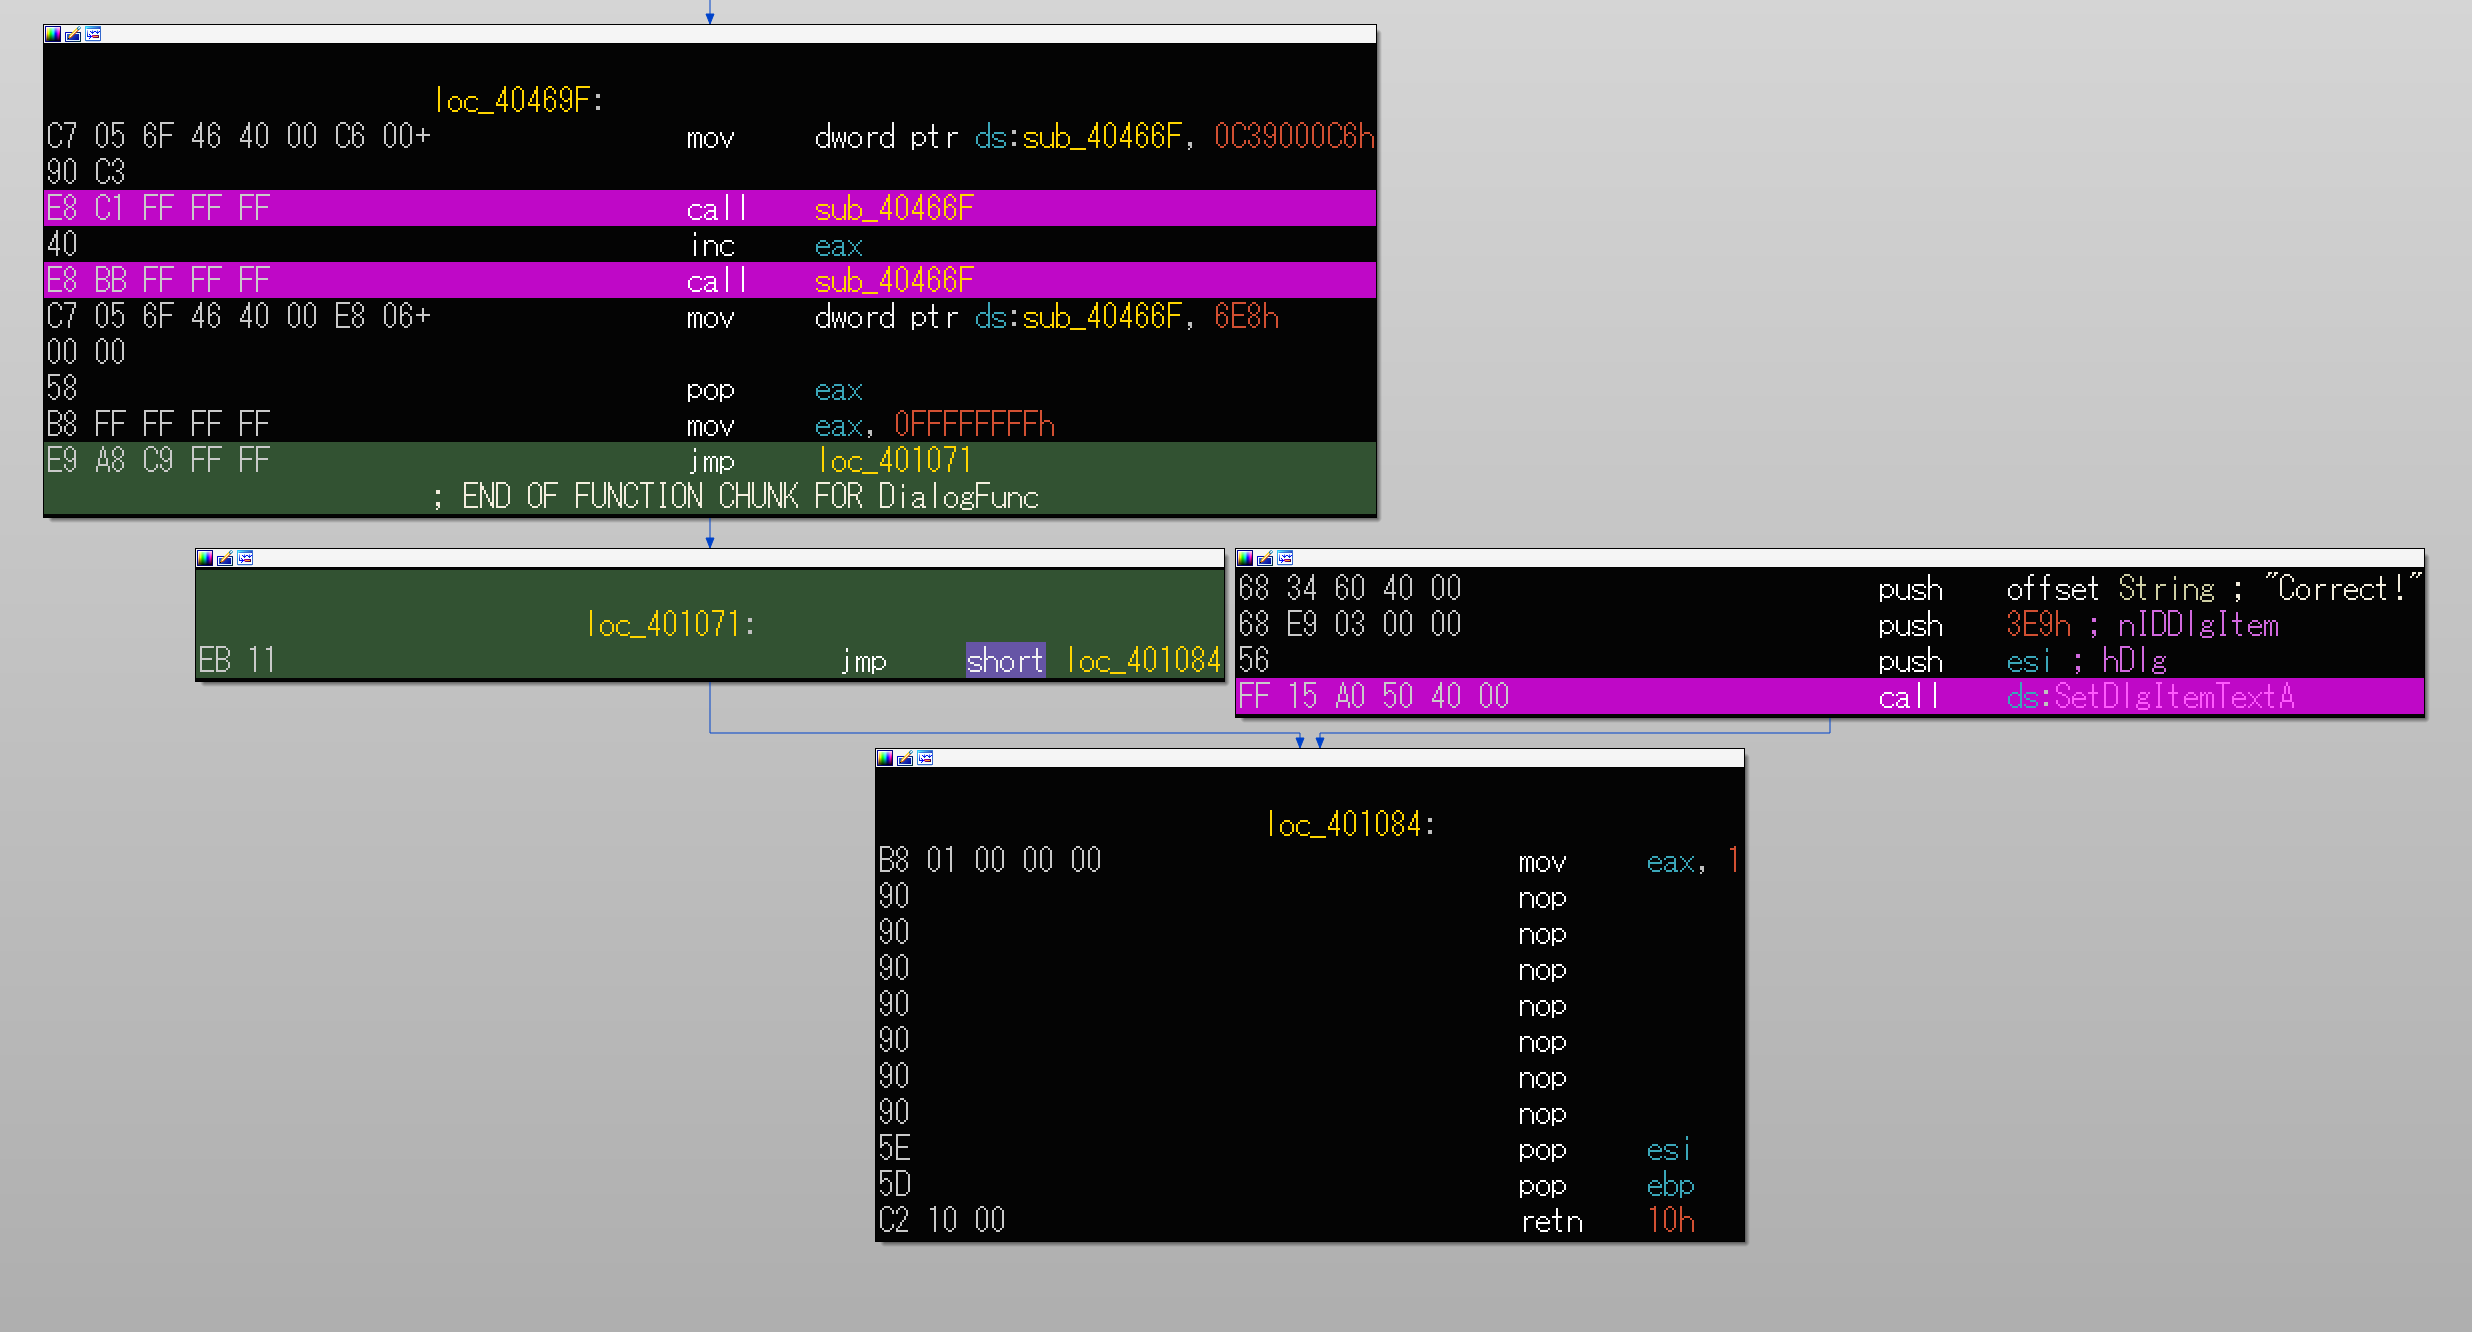 loc_40469F:
C7 05 6F 46 40 00 C6 00+ mov dword ptr ds:sub_40466F, 0C39000C6h
90 C3
E8 C1 FF FF FF call sub_40466F
40 inc eax
E8 BB FF FF FF call sub_40466F
C7 05 6F 46 40 00 E8 06+ mov dword ptr ds:sub_40466F, 6E8h
00 00
58 pop eax
B8 FF FF FF FF mov eax, 0FFFFFFFFh
E9 A8 C9 FF FF jmp loc_401071
; END OF FUNCTION CHUNK FOR DialogFunc
loc_401071:
EB 11 jmp short loc_401084
68 34 60 40 00 push offset String ; "Correct!"
68 E9 03 00 00 push 3E9h ; nIDDlgItem
56 push esi ; hDlg
FF 15 A0 50 40 00 call ds:SetDlgItemTextA
loc_401084:
B8 01 00 00 00 mov eax, 1
90 nop
90 nop
90 nop
90 nop
90 nop
90 nop
90 nop
5E pop esi
5D pop ebp
C2 10 00 retn 10h